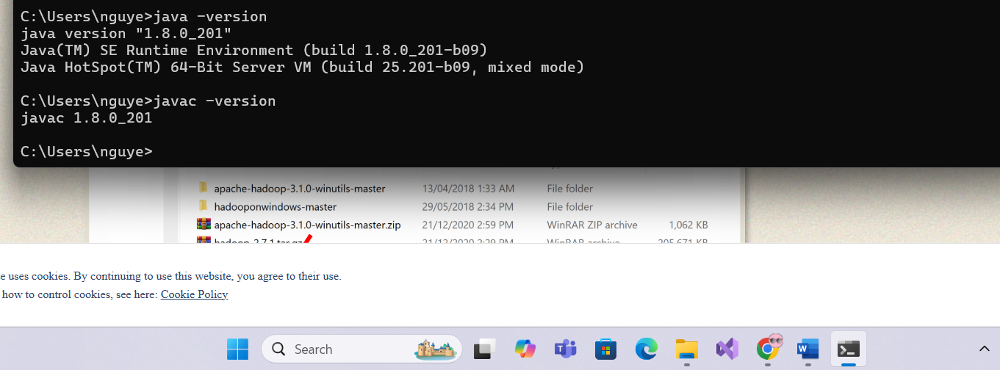 C:\Users\nguye>java -version
java version "1.8.0_201"
Java(TM) SE Runtime Environment (build 1.8.0_201-b09)
Java HotSpot(TM) 64-Bit Server VM (build 25.201-b09, mixed mode)
C:\Users\nguye>javac -version
javac 1.8.0_201
C:\Users\nguye>
apache-hadoop-3.1.0-winutils-master 13/04/2018 1:33 AM File folder
hadooponwindows-master 29/05/2018 2:34 PM File folder
apache-hadoop-3.1.0-winutils-master.zip 21/12/2020 2:59 PM WinRAR ZIP archive 1,062 KB
hadoop-2.7.1.tar.gz 21/12/2020 2:39 PM WinRAR archive 205,671 KB
e uses cookies. By continuing to use this website, you agree to their use.
how to control cookies, see here: Cookie Policy
Search